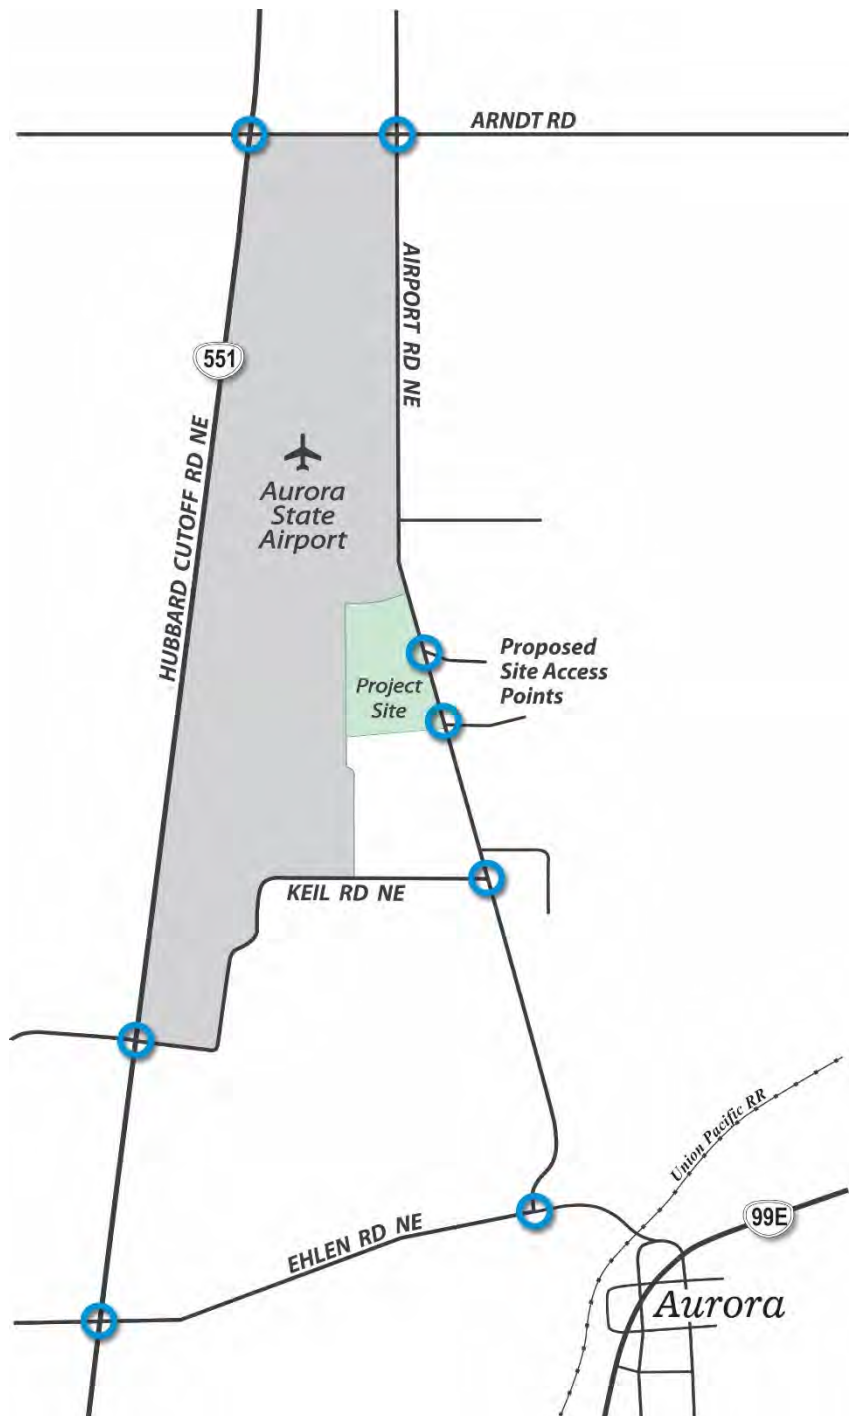 ARNDT RD
AIRPORT RD NE
551
HUBBARD CUTOFF RD NE
Aurora
State
Airport
Proposed
Site Access
Points
Project
Site
KEIL RD NE
Union Pacific RR
99E
EHLEN RD NE
Aurora